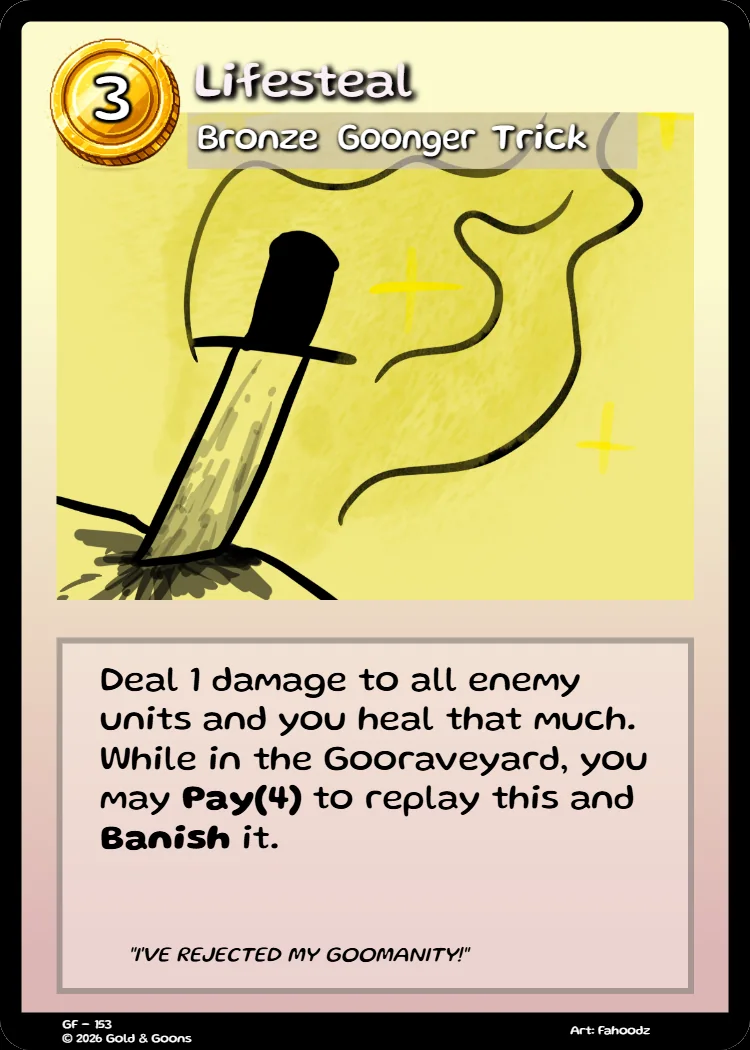 3
Lifesteal
Bronze Goonger Trick
Deal 1 damage to all enemy
units and you heal that much.
While in the Gooraveyard, you
may Pay(4) to replay this and
Banish it.
"I'VE REJECTED MY GOOMANITY!"
GF - 153
© 2026 Gold & Goons
Art: Fahoodz